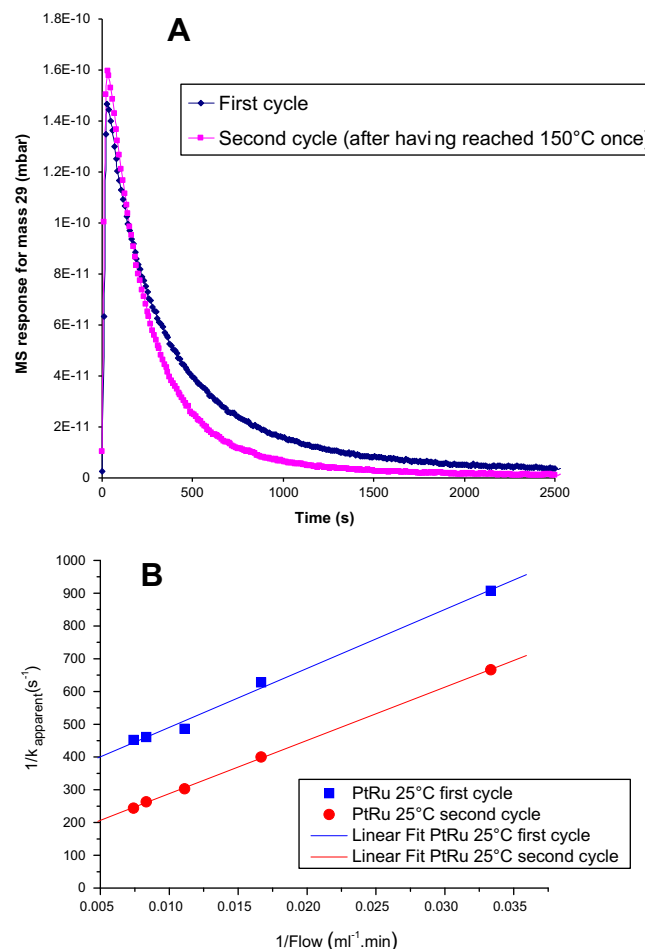 A
1.8E-10
1.6E-10
1.4E-10
1.2E-10
1E-10
8E-11
6E-11
4E-11
2E-11
0
MS response for mass 29 (mbar)
First cycle
Second cycle (after having reached 150°C once)
0 500 1000 1500 2000 2500
Time (s)
B
1000
900
800
700
600
500
400
300
200
100
0
1/k apparent (s-1)
PtRu 25°C first cycle
PtRu 25°C second cycle
Linear Fit PtRu 25°C first cycle
Linear Fit PtRu 25°C second cycle
0.005 0.010 0.015 0.020 0.025 0.030 0.035
1/Flow (ml-1.min)